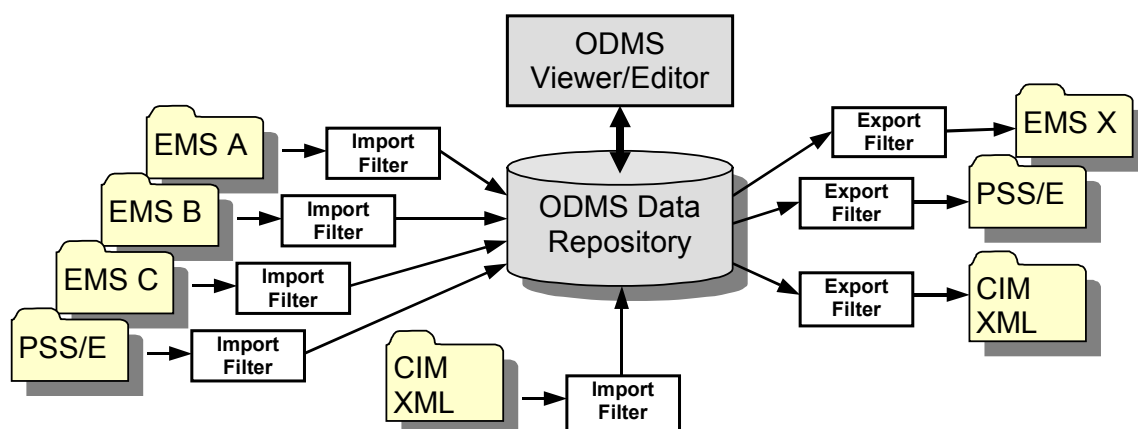 ODMS
Viewer/Editor
EMS A
Import
Filter
EMS B
Import
Filter
EMS C
Import
Filter
PSS/E
Import
Filter
CIM
XML
Import
Filter
ODMS Data
Repository
Export
Filter
EMS X
Export
Filter
PSS/E
Export
Filter
CIM
XML